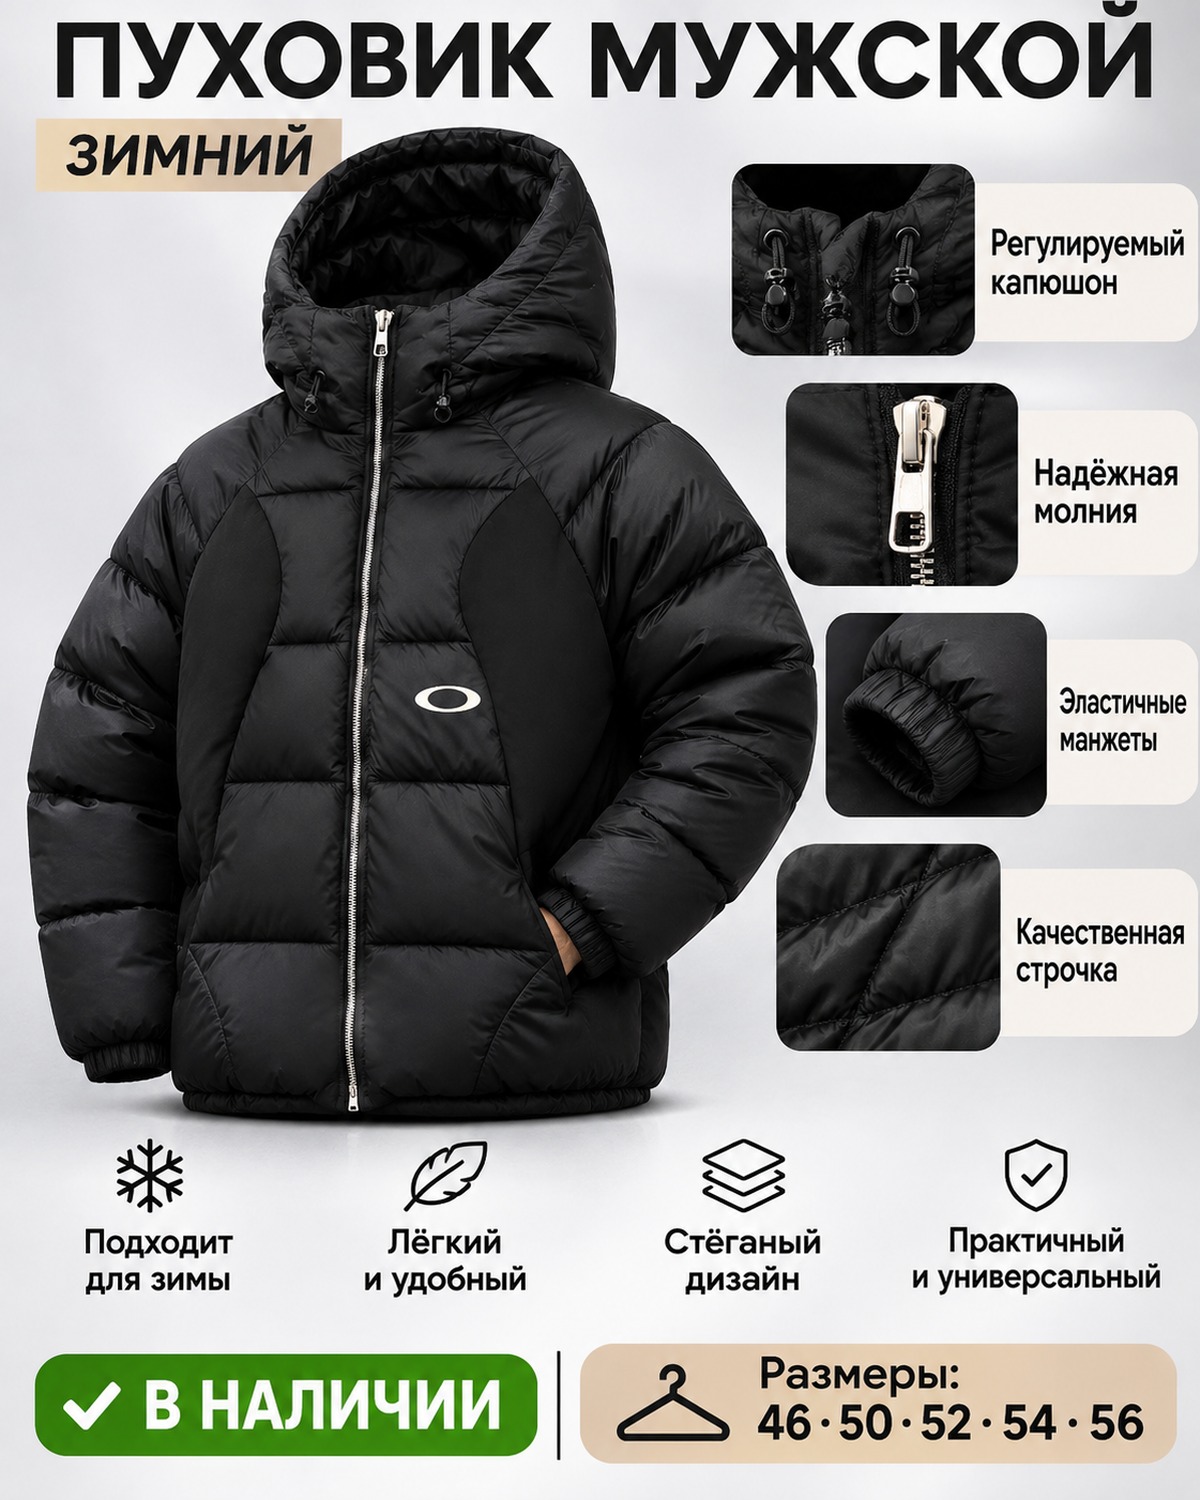 ПУХОВИК МУЖСКОЙ
ЗИМНИЙ
Регулируемый
капюшон
Надёжная
молния
Эластичные
манжеты
Качественная
строчка
Подходит
для зимы
Лёгкий
и удобный
Стёганый
дизайн
Практичный
и универсальный
В НАЛИЧИИ
Размеры:
46 · 50 · 52 · 54 · 56